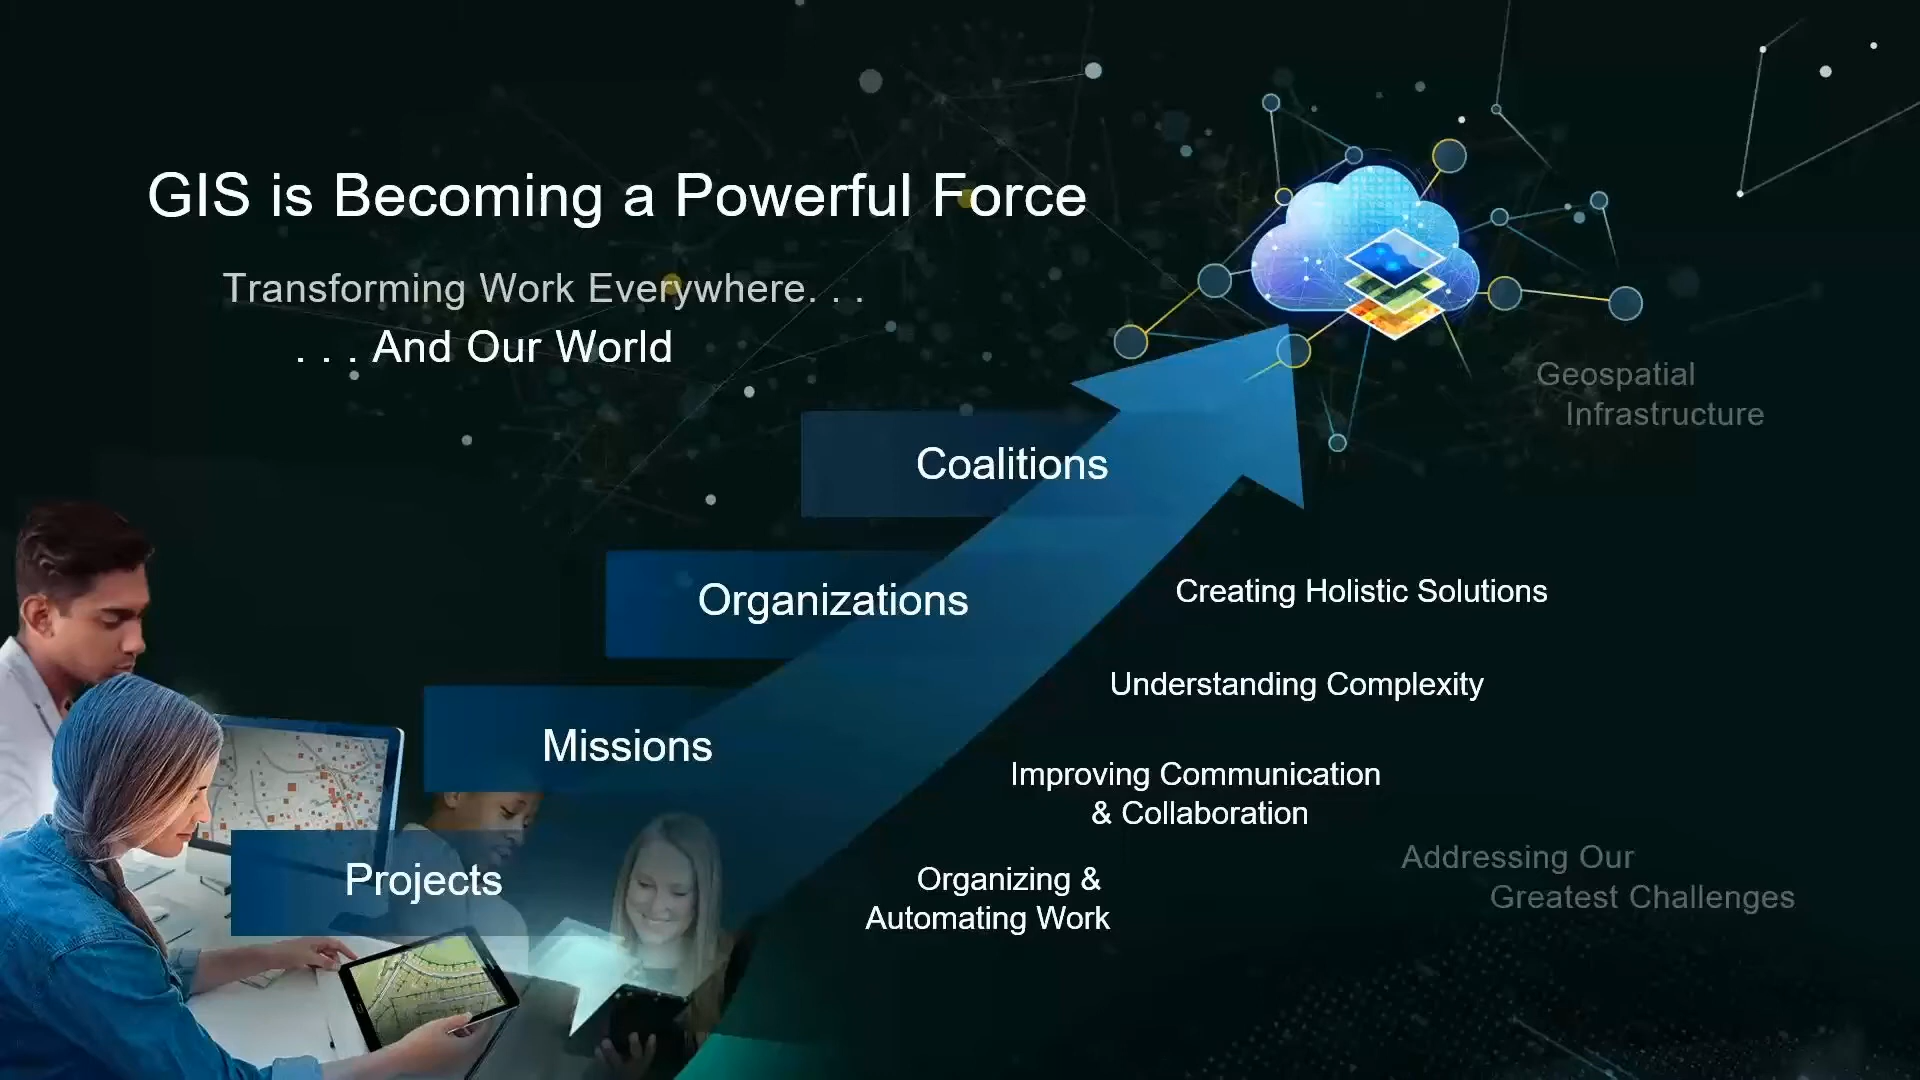 GIS is Becoming a Powerful Force
Transforming Work Everywhere. . .
. . . And Our World
Geospatial
Infrastructure
Coalitions
Organizations
Creating Holistic Solutions
Understanding Complexity
Missions
Improving Communication
& Collaboration
Addressing Our
Greatest Challenges
Projects
Organizing &
Automating Work